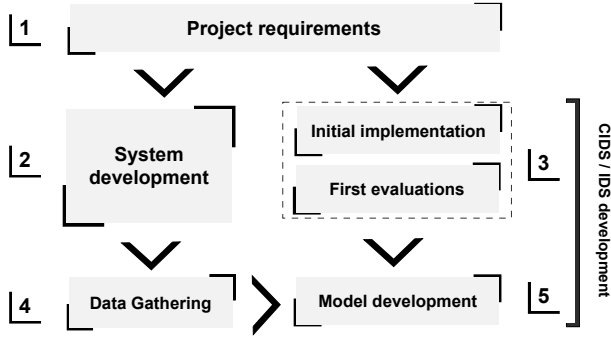 1
Project requirements
2
System
development
Initial implementation
First evaluations
3
4
Data Gathering
Model development
5
CIDS / IDS development